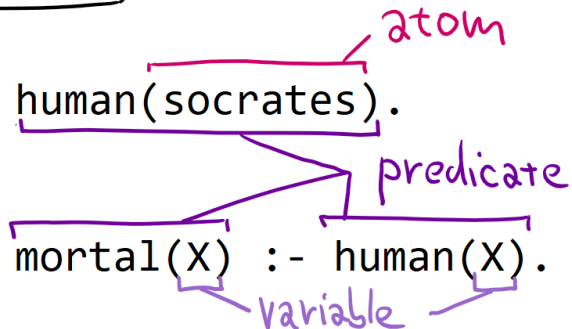 atom
human(socrates).
predicate
mortal(X) :- human(X).
variable